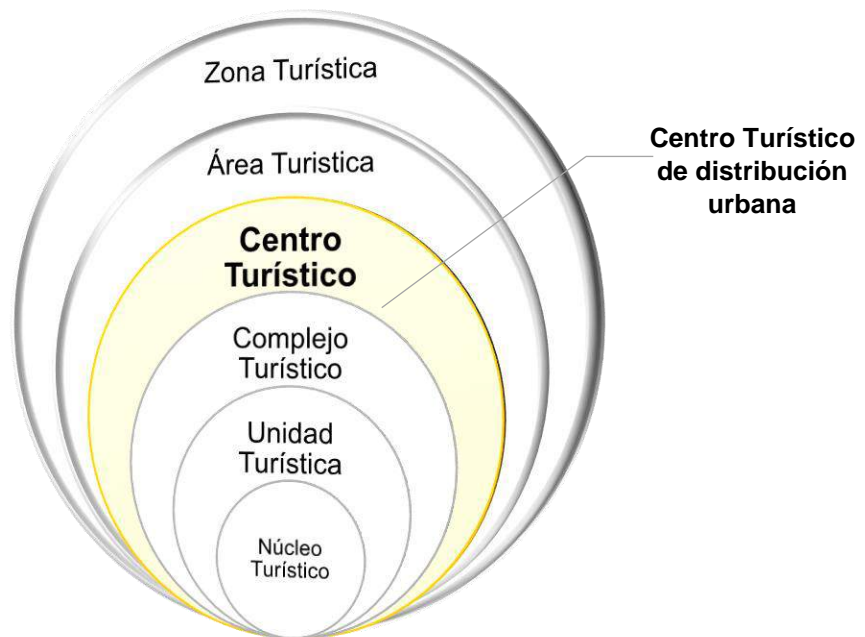 Zona Turística
Área Turistica
Centro
Turístico
Complejo
Turístico
Unidad
Turística
Núcleo
Turístico
Centro Turístico
de distribución
urbana